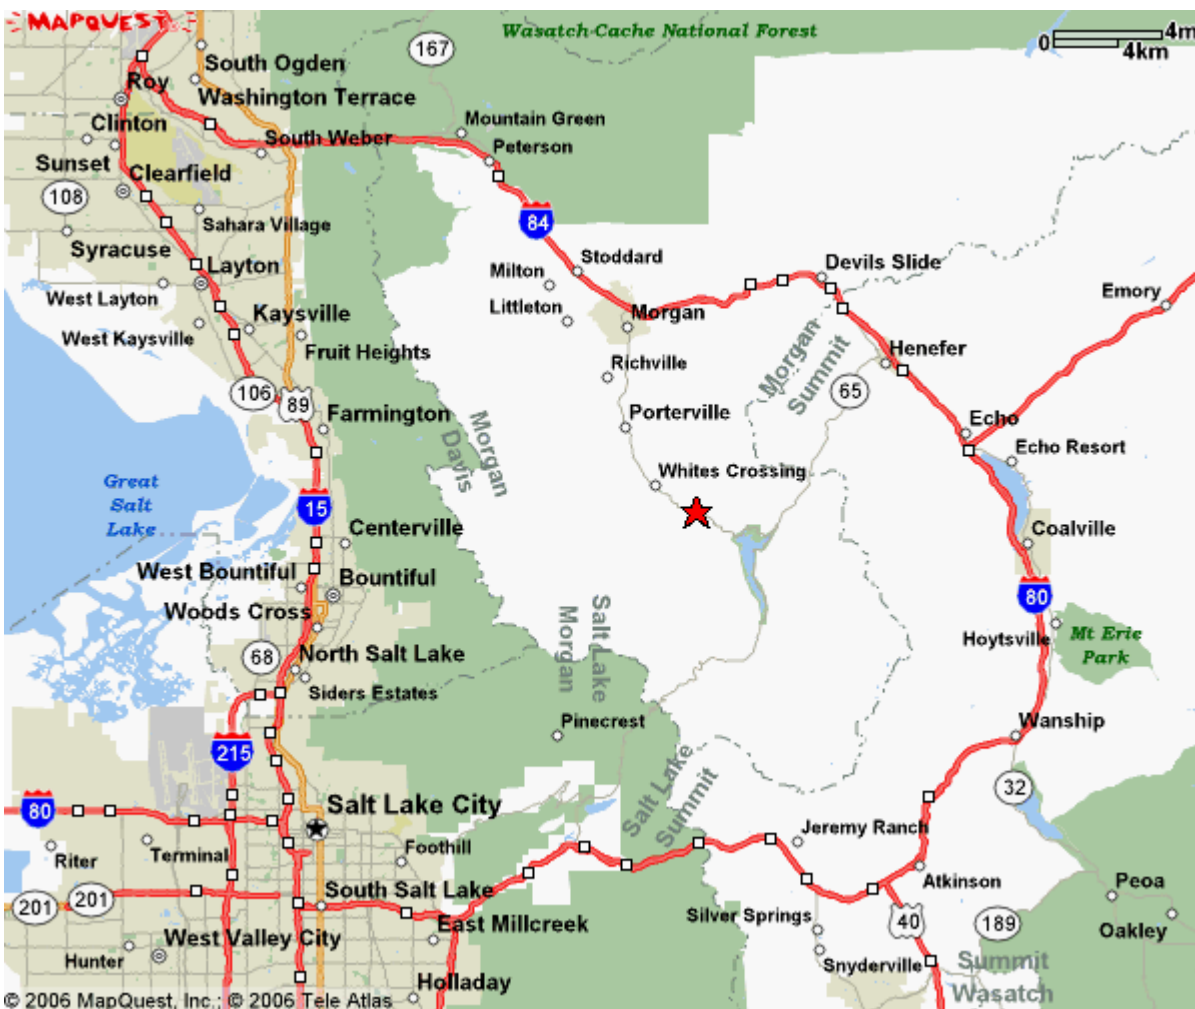 MAPQUEST
Wasatch-Cache National Forest
0
4m
4km
167
South Ogden
Roy
Washington Terrace
Clinton
Mountain Green
South Weber
Peterson
Sunset
Clearfield
108
84
Sahara Village
Syracuse
Stoddard
Layton
Milton
Devils Slide
West Layton
Littleton
Emory
Kaysville
Morgan
West Kaysville
Fruit Heights
Henefer
Richville
Morgan
Summit
106
89
65
Farmington
Porterville
Echo
Morgan
Davis
Echo Resort
Whites Crossing
Great
Salt
Lake
15
Centerville
Coalville
West Bountiful
Bountiful
80
Woods Cross
Salt Lake
Morgan
Hoytsville
Mt Erie
Park
68
North Salt Lake
Siders Estates
Pinecrest
Wanship
215
Salt Lake
Summit
32
80
Salt Lake City
Jeremy Ranch
Riter
Terminal
Foothill
Atkinson
Peoa
201
201
South Salt Lake
Silver Springs
40
189
East Millcreek
Oakley
West Valley City
Hunter
Snyderville
Summit
Wasatch
Holladay
© 2006 MapQuest, Inc.; © 2006 Tele Atlas